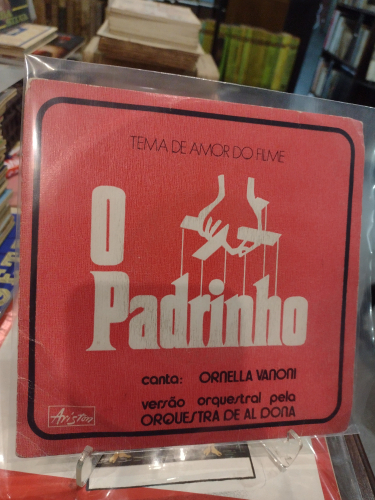 TEMA DE AMOR DO FILME
O
Padrinho
canta: ORNELLA VANONI
versão orquestral pela
ORQUESTRA DE AL DONA
Ariston